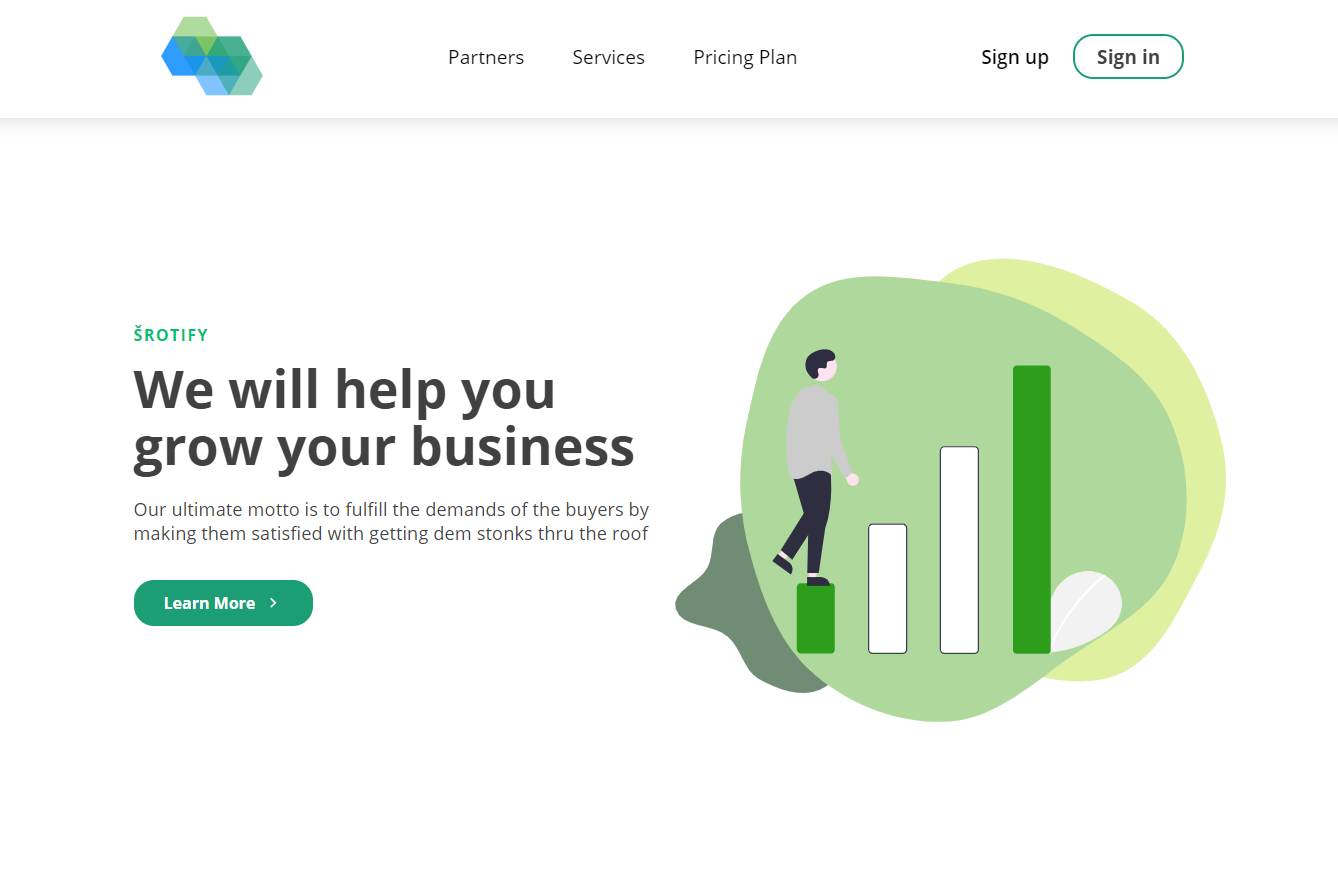 Partners Services Pricing Plan Sign up Sign in
ŠROTIFY
We will help you
grow your business
Our ultimate motto is to fulfill the demands of the buyers by
making them satisfied with getting dem stonks thru the roof
Learn More